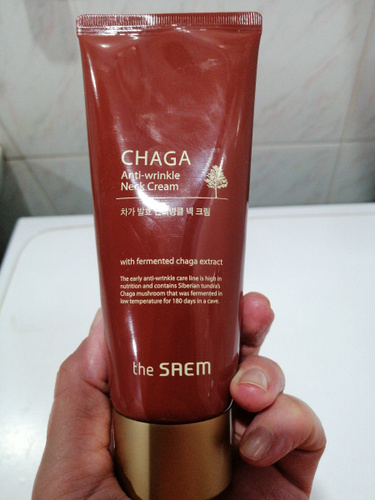 CHAGA
Anti-wrinkle
Neck Cream
차가 발효 안티링클 넥 크림
with fermented chaga extract
The early anti-wrinkle care line is high in
nutrition and contains Siberian tundra's
Chaga mushroom that was fermented in
low temperature for 180 days in a cave.
the SAEM